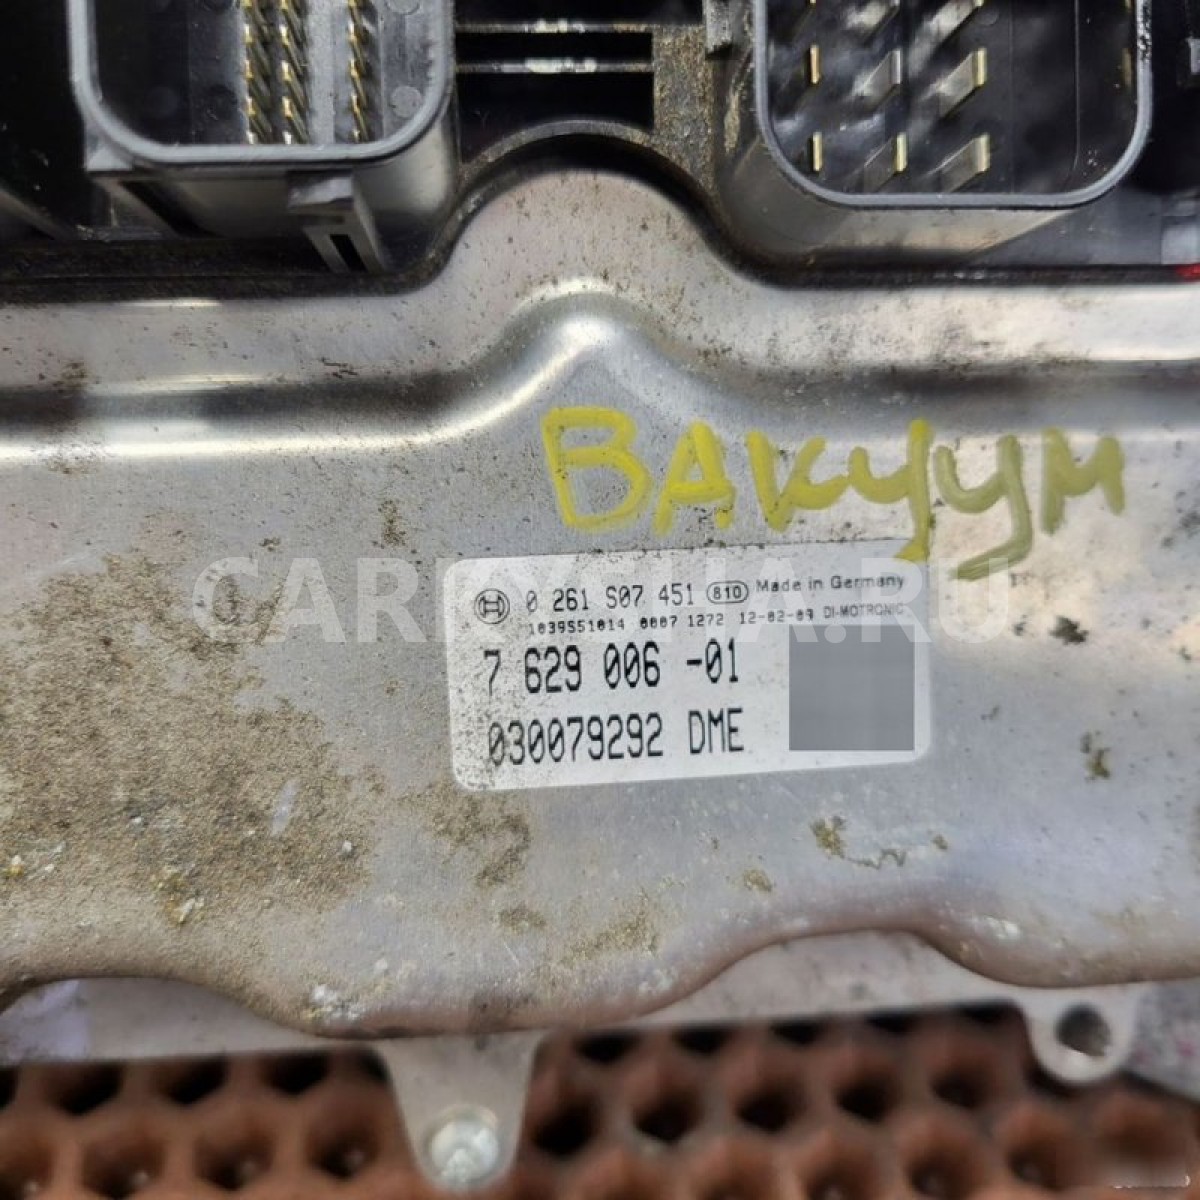 ВАКУУМ
CARKYSHA.RU
0 261 S07 451 810 Made in Germany
1039S51014 0007 1272 12-02-09 DI-MOTRONIC
7 629 006 -01
030079292 DME